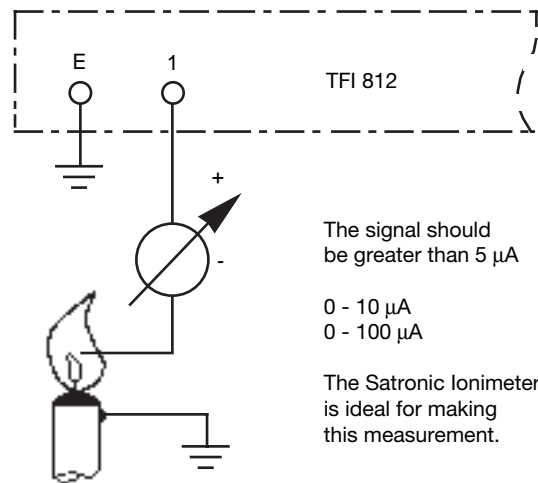 E
1
TFI 812
+
-
The signal should
be greater than 5 µA
0 - 10 µA
0 - 100 µA
The Satronic Ionimeter
is ideal for making
this measurement.